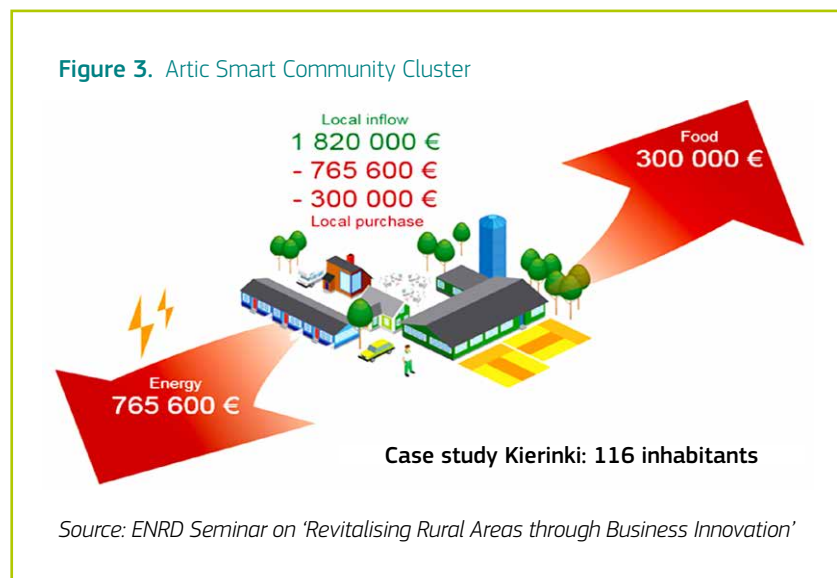 Figure 3. Artic Smart Community Cluster
Local inflow
1 820 000 €
- 765 600 €
- 300 000 €
Local purchase
Food
300 000 €
Energy
765 600 €
Case study Kierinki: 116 inhabitants
Source: ENRD Seminar on ‘Revitalising Rural Areas through Business Innovation’